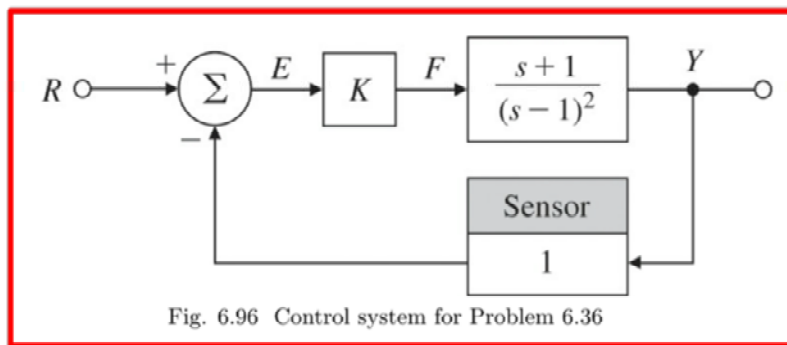 R + Σ E K F s + 1 Y
(s − 1)²
−
Sensor
1
Fig. 6.96 Control system for Problem 6.36